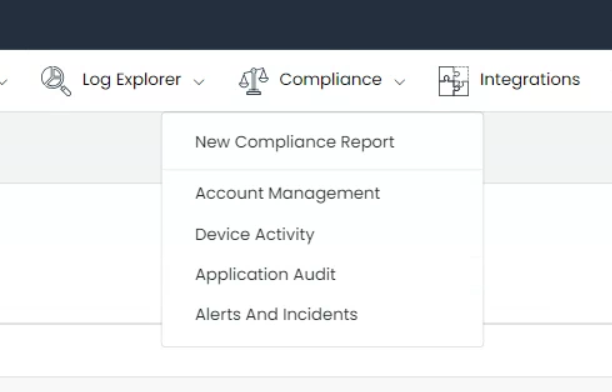 Log Explorer
Compliance
Integrations
New Compliance Report
Account Management
Device Activity
Application Audit
Alerts And Incidents